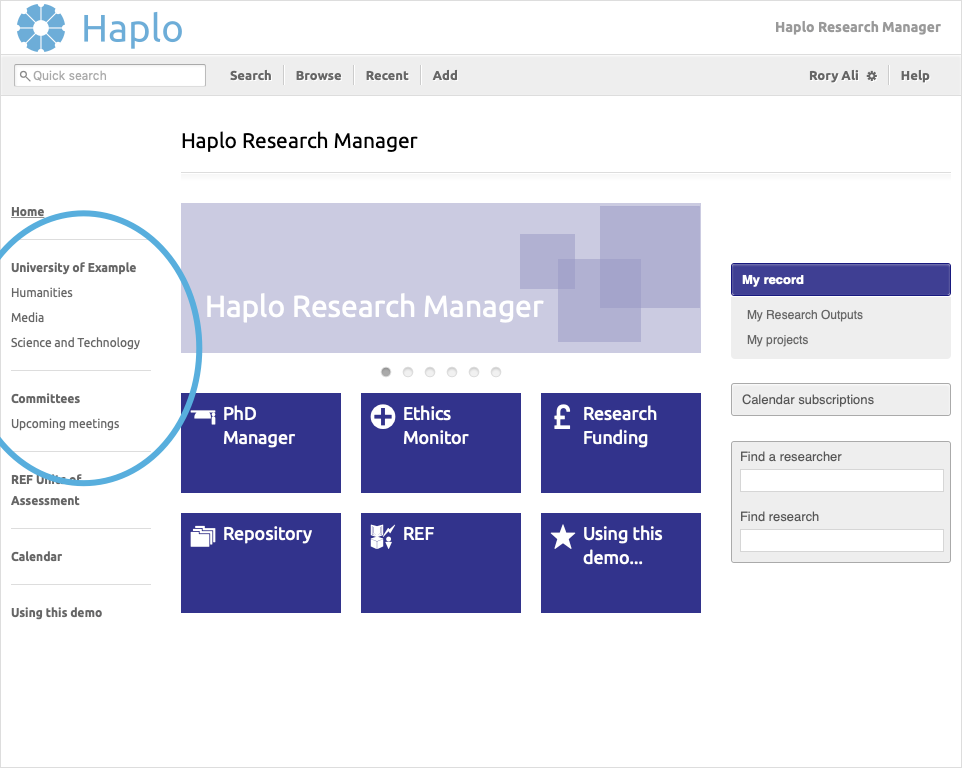 Haplo
Haplo Research Manager
Quick search
Search
Browse
Recent
Add
Rory Ali
Help
Haplo Research Manager
Home
University of Example
Humanities
Media
Science and Technology
Committees
Upcoming meetings
REF Units of
Assessment
Calendar
Using this demo
Haplo Research Manager
PhD
Manager
Ethics
Monitor
£ Research
Funding
Repository
REF
Using this
demo...
My record
My Research Outputs
My projects
Calendar subscriptions
Find a researcher
Find research